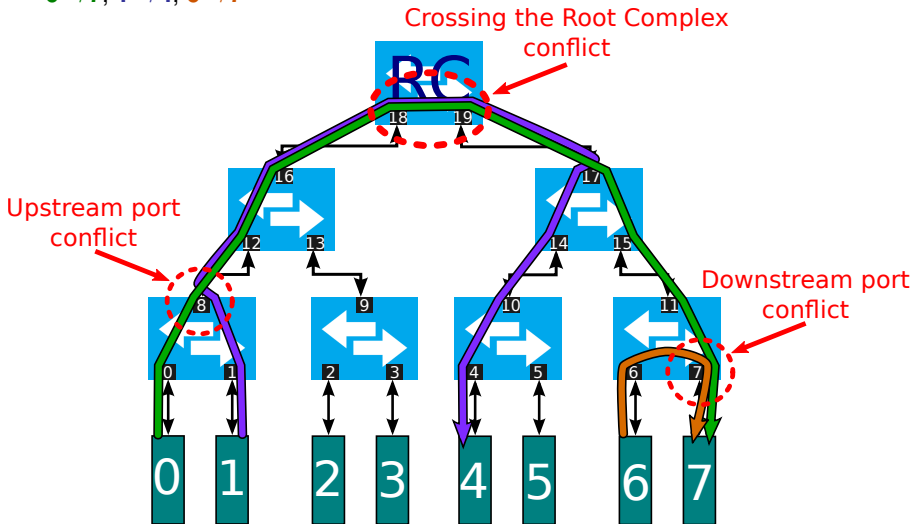 Crossing the Root Complex
conflict
RC
18 19
16 17
Upstream port
conflict
12 13 14 15
Downstream port
conflict
8 9 10 11
0 1 2 3 4 5 6 7
0 1 2 3 4 5 6 7